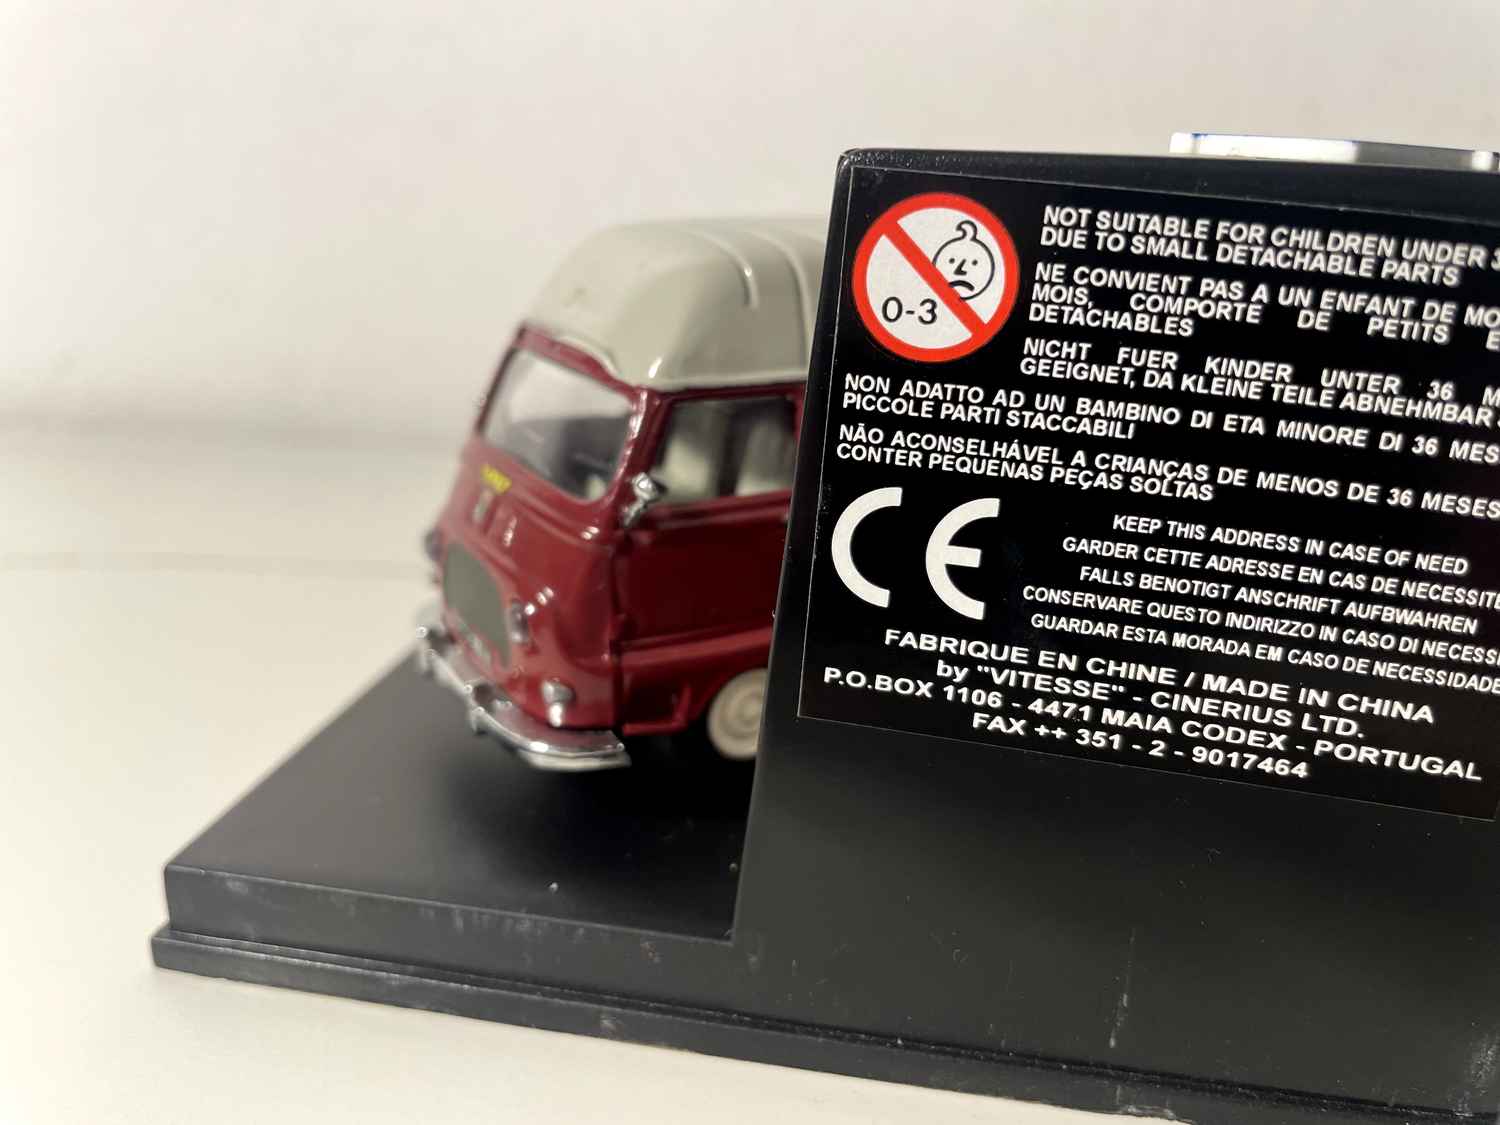 NOT SUITABLE FOR CHILDREN UNDER 3
DUE TO SMALL DETACHABLE PARTS
NE CONVIENT PAS A UN ENFANT DE
MOIS, COMPORTE DE PETITS
DETACHABLES
NICHT FUER KINDER UNTER 36
GEEIGNET, DA KLEINE TEILE ABNEHMBAR
0-3
NON ADATTO AD UN BAMBINO DI ETA MINORE DI 36 MES
PICCOLE PARTI STACCABILI
NÃO ACONSELHÁVEL A CRIANÇAS DE MENOS DE 36 MESES
CONTER PEQUENAS PEÇAS SOLTAS
CE
KEEP THIS ADDRESS IN CASE OF NEED
GARDER CETTE ADRESSE EN CAS DE NECESSITE
FALLS BENOTIGT ANSCHRIFT AUFBWAHREN
CONSERVARE QUESTO INDIRIZZO IN CASO DI NECESSI
GUARDAR ESTA MORADA EM CASO DE NECESSIDADE
FABRIQUE EN CHINE / MADE IN CHINA
by "VITESSE" - CINERIUS LTD.
P.O.BOX 1106 - 4471 MAIA CODEX - PORTUGAL
FAX ++ 351 - 2 - 9017464